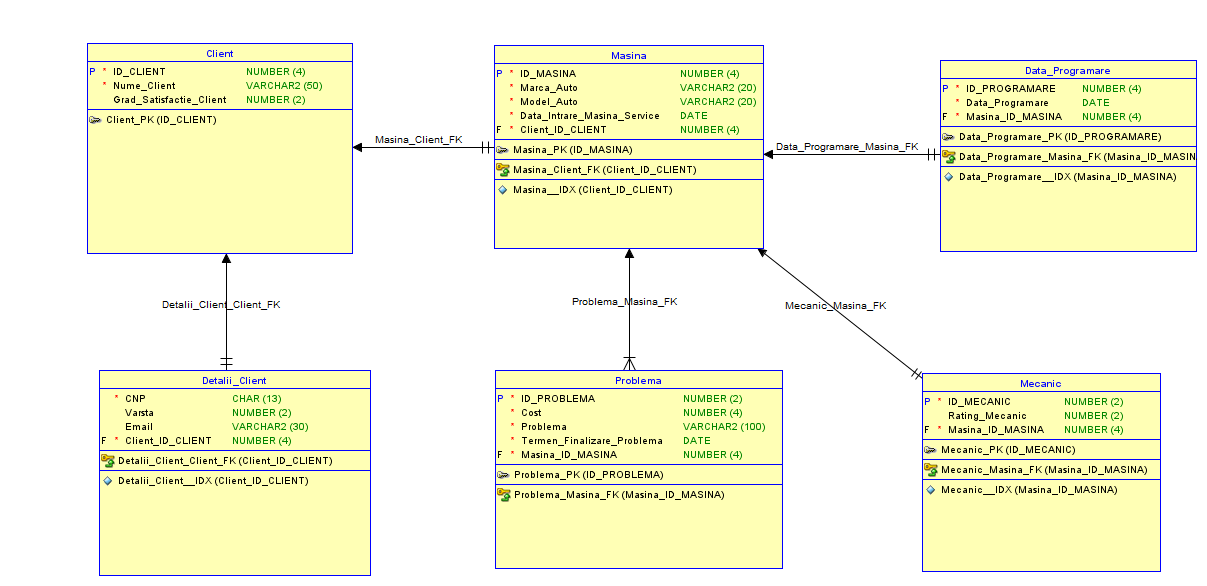 Client
P * ID_CLIENT NUMBER (4)
* Nume_Client VARCHAR2 (50)
Grad_Satisfactie_Client NUMBER (2)
Client_PK (ID_CLIENT)
Masina_Client_FK
Masina
P * ID_MASINA NUMBER (4)
* Marca_Auto VARCHAR2 (20)
* Model_Auto VARCHAR2 (20)
* Data_Intrare_Masina_Service DATE
F * Client_ID_CLIENT NUMBER (4)
Masina_PK (ID_MASINA)
Masina_Client_FK (Client_ID_CLIENT)
Masina__IDX (Client_ID_CLIENT)
Data_Programare_Masina_FK
Data_Programare
P * ID_PROGRAMARE NUMBER (4)
* Data_Programare DATE
F * Masina_ID_MASINA NUMBER (4)
Data_Programare_PK (ID_PROGRAMARE)
Data_Programare_Masina_FK (Masina_ID_MASIN
Data_Programare__IDX (Masina_ID_MASINA)
Detalii_Client_Client_FK
Problema_Masina_FK
Mecanic_Masina_FK
Detalii_Client
* CNP CHAR (13)
Varsta NUMBER (2)
Email VARCHAR2 (30)
F * Client_ID_CLIENT NUMBER (4)
Detalii_Client_Client_FK (Client_ID_CLIENT)
Detalii_Client__IDX (Client_ID_CLIENT)
Problema
P * ID_PROBLEMA NUMBER (2)
* Cost NUMBER (4)
* Problema VARCHAR2 (100)
* Termen_Finalizare_Problema DATE
F * Masina_ID_MASINA NUMBER (4)
Problema_PK (ID_PROBLEMA)
Problema_Masina_FK (Masina_ID_MASINA)
Mecanic
P * ID_MECANIC NUMBER (2)
Rating_Mecanic NUMBER (2)
F * Masina_ID_MASINA NUMBER (4)
Mecanic_PK (ID_MECANIC)
Mecanic_Masina_FK (Masina_ID_MASINA)
Mecanic__IDX (Masina_ID_MASINA)